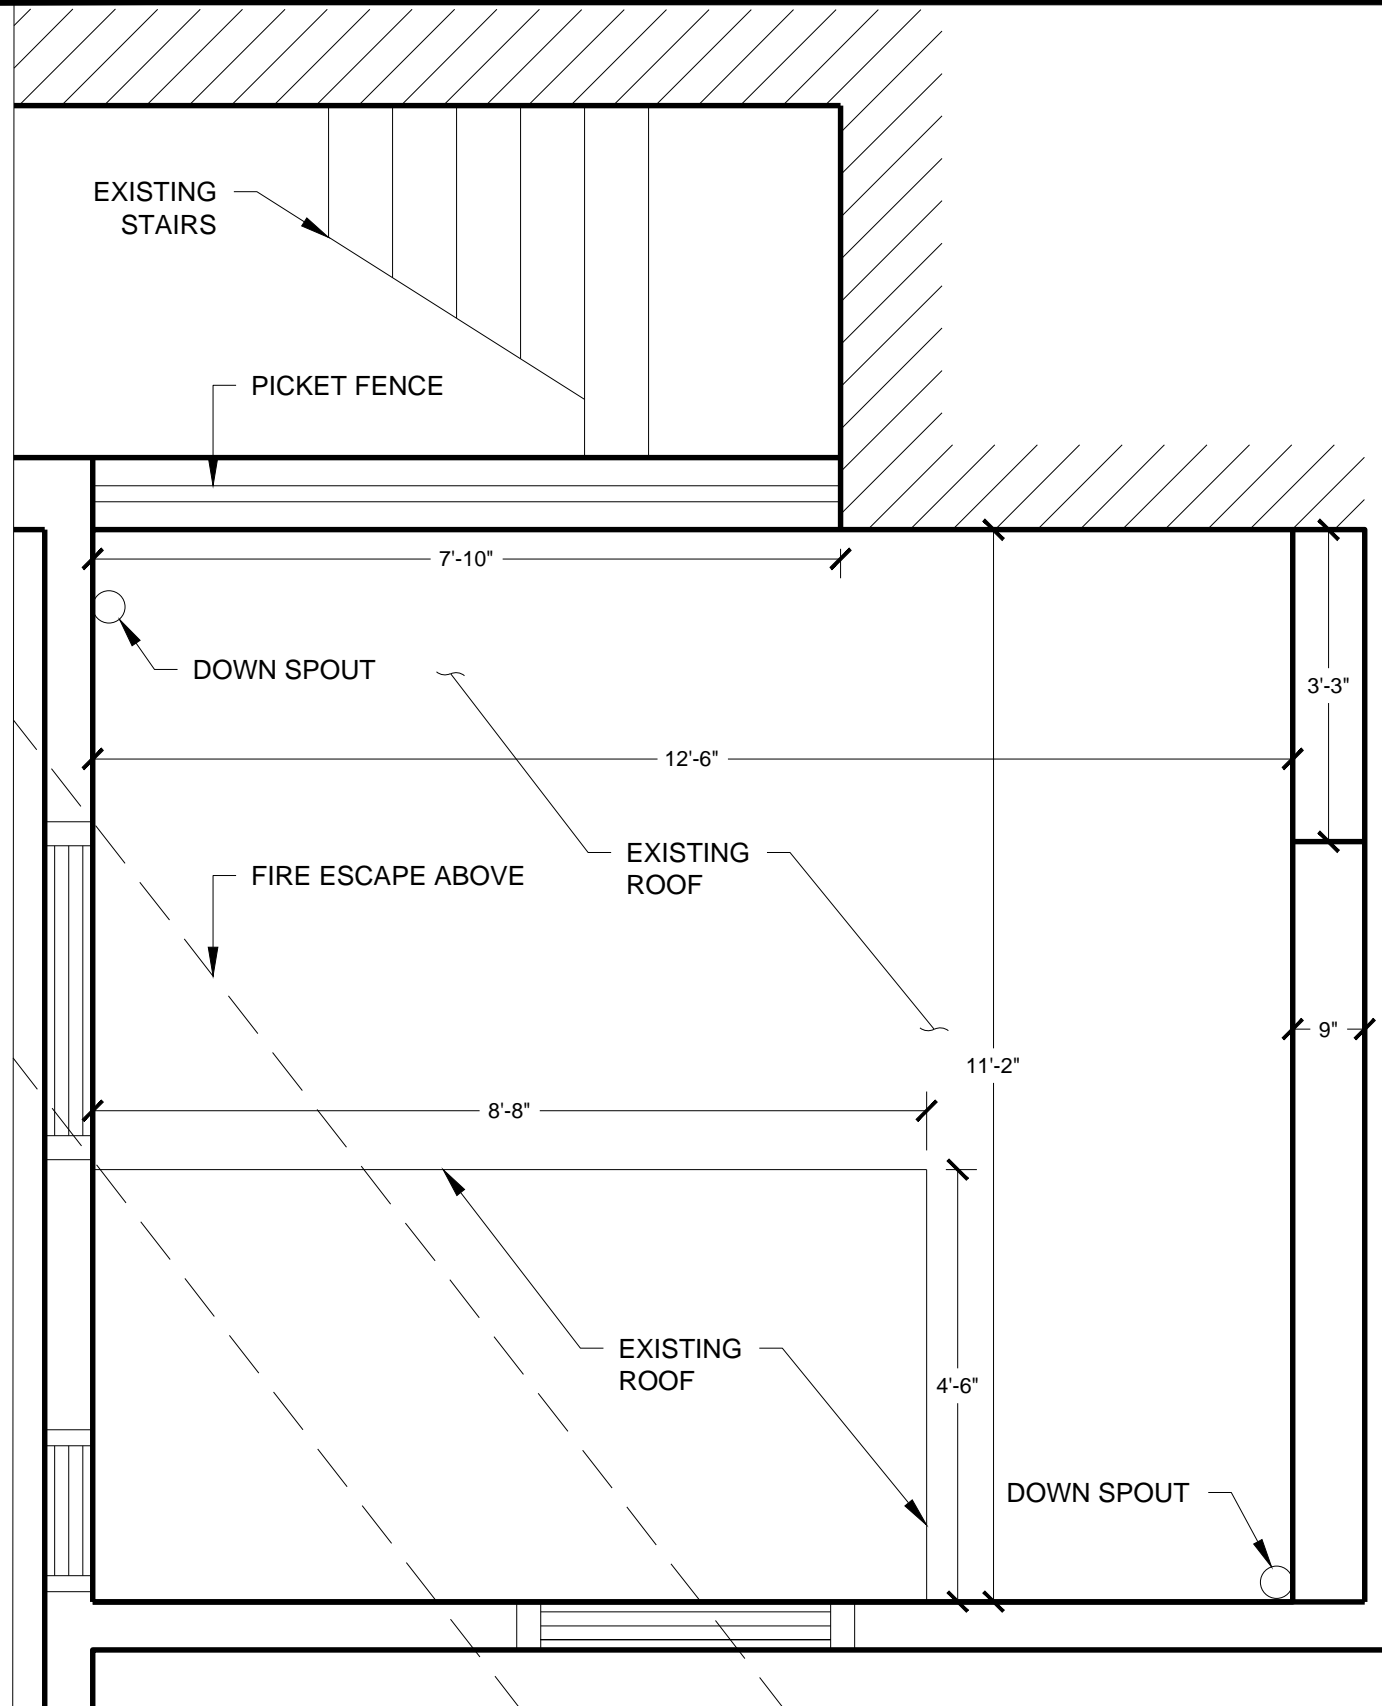 EXISTING
STAIRS
PICKET FENCE
7'-10"
DOWN SPOUT
3'-3"
12'-6"
EXISTING
ROOF
FIRE ESCAPE ABOVE
9"
11'-2"
8'-8"
EXISTING
ROOF
4'-6"
DOWN SPOUT